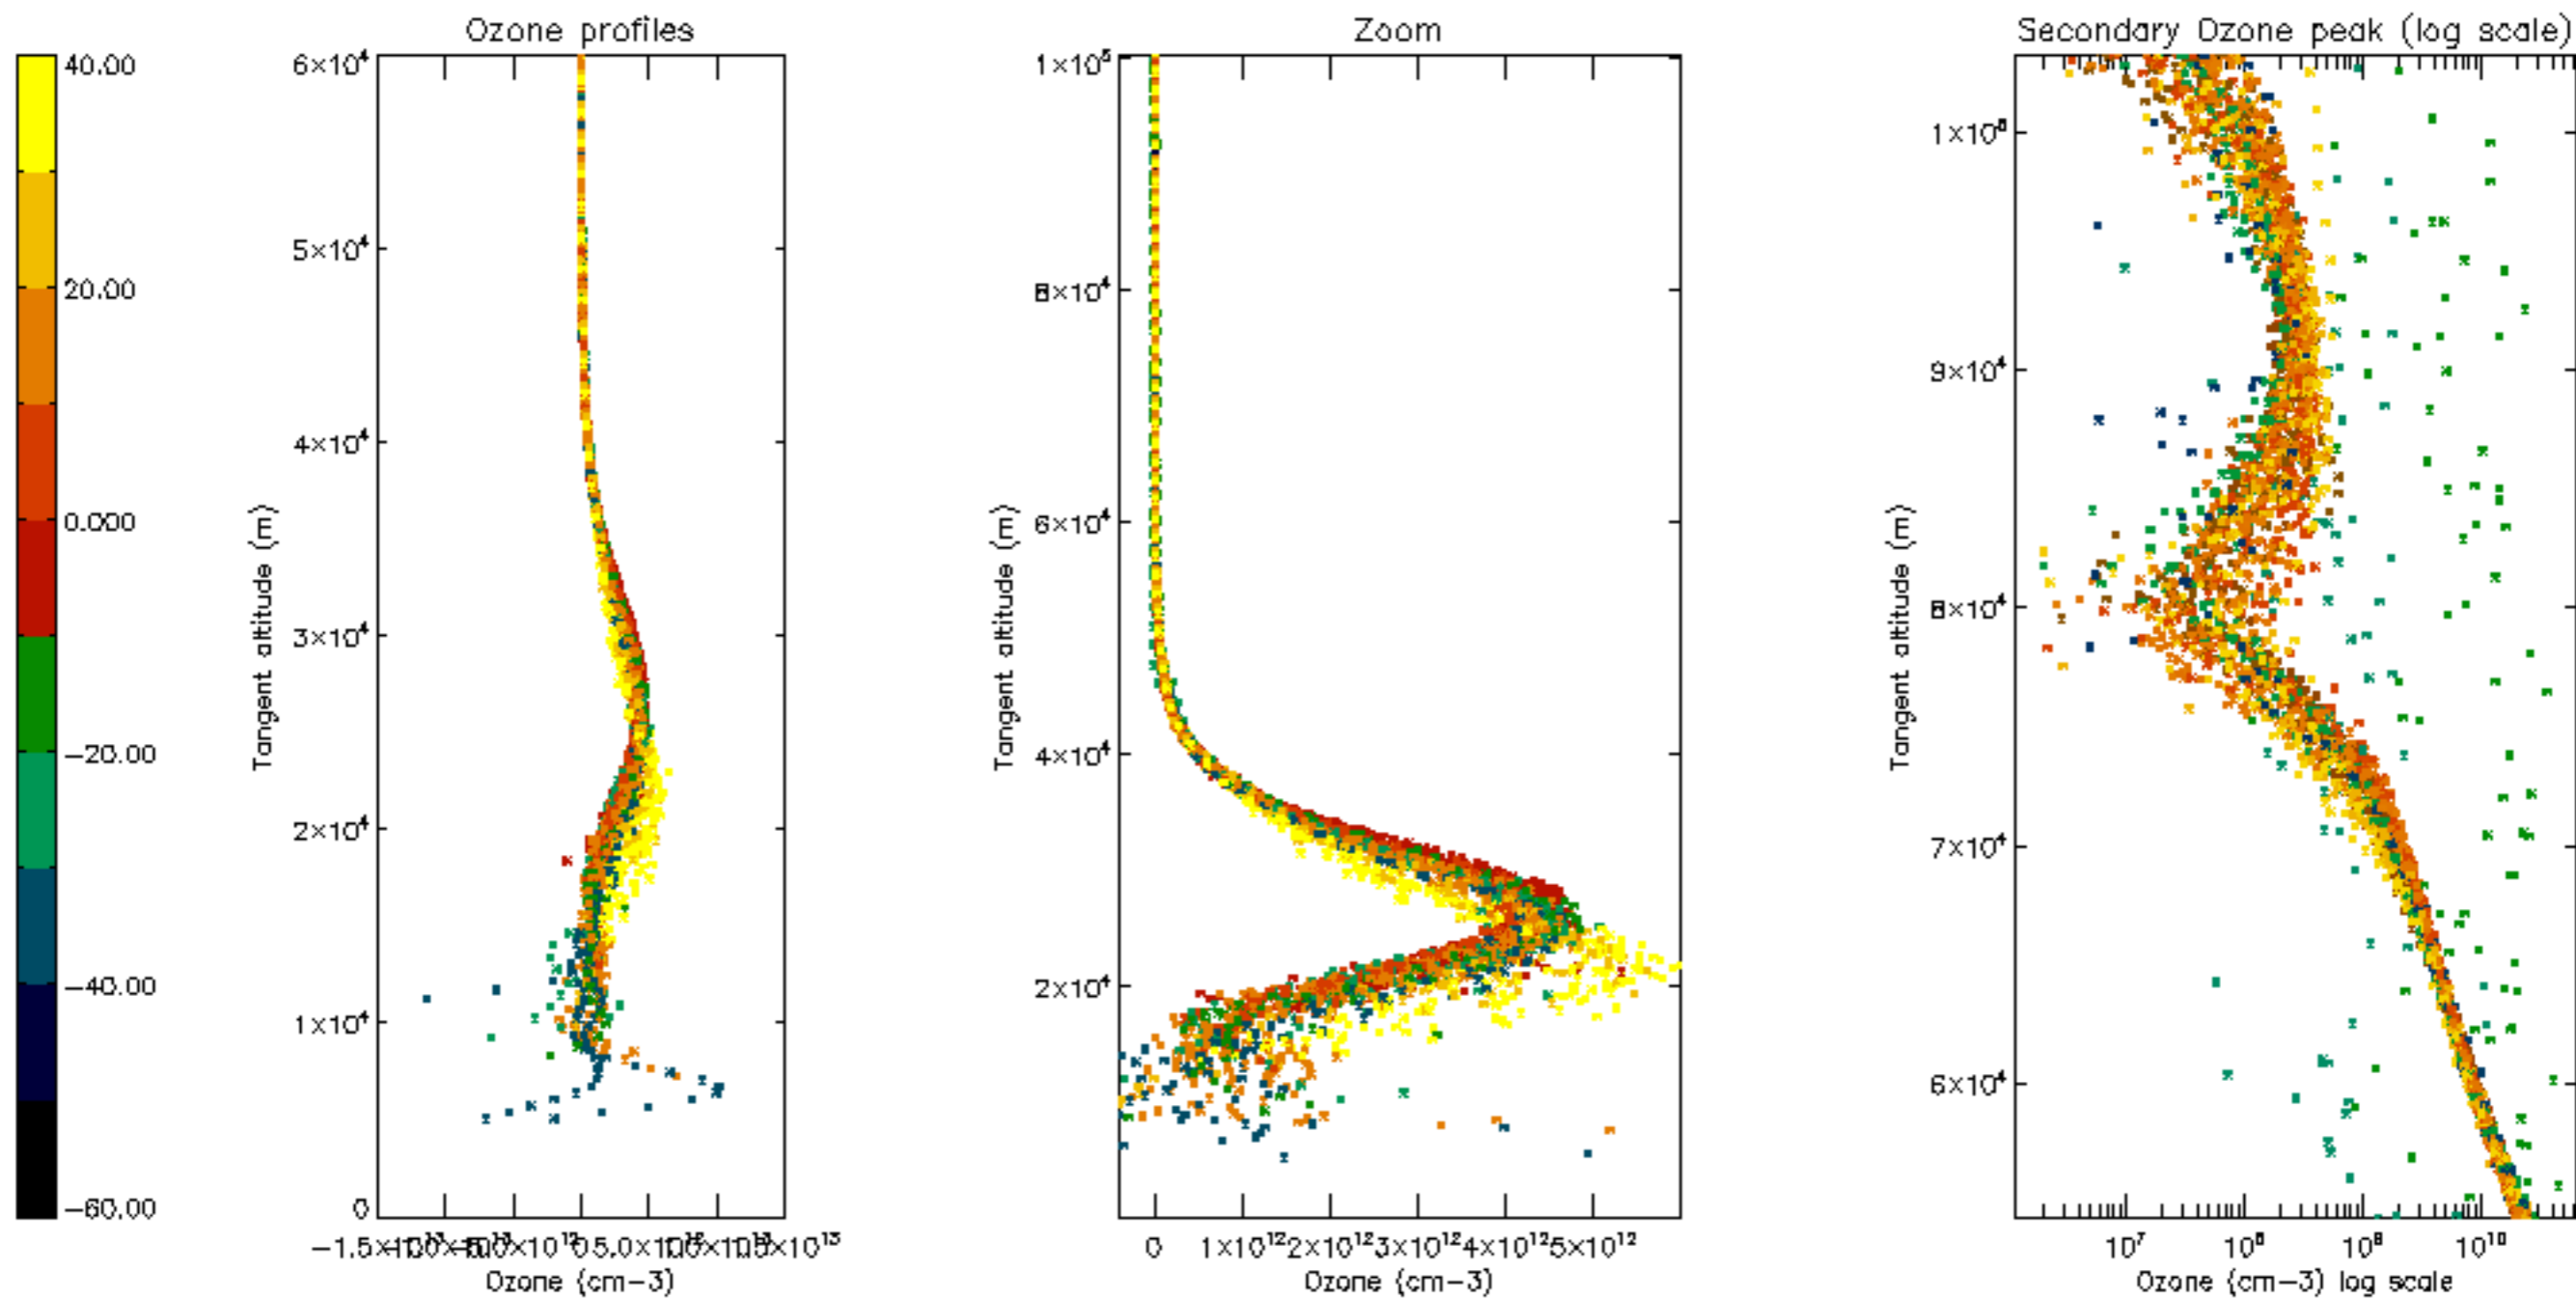 Ozone profiles
Zoom
Secondary Ozone peak (log scale)
40.00
20.00
0.000
−20.00
−40.00
−60.00
6×10⁴
5×10⁴
4×10⁴
3×10⁴
2×10⁴
1×10⁴
0
Tangent altitude (m)
Ozone (cm−3)
1×10⁵
8×10⁴
6×10⁴
4×10⁴
2×10⁴
Tangent altitude (m)
0 1×10¹² 2×10¹² 3×10¹² 4×10¹² 5×10¹²
Ozone (cm−3)
1×10⁵
9×10⁴
8×10⁴
7×10⁴
6×10⁴
Tangent altitude (m)
10⁷ 10⁸ 10⁹ 10¹⁰
Ozone (cm−3) log scale